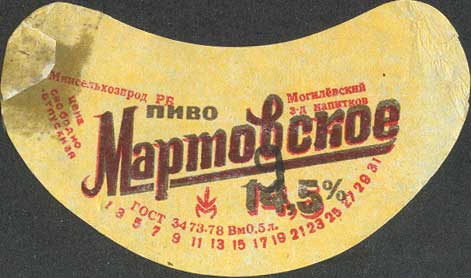 Минсельхозпрод РБ
цена
свободно
отпускная
ПИВО
Могилёвский
з-д напитков
Мартовское
14,5%
ГОСТ 3473-78 Вм0,5л.
1 3 5 7 9 11 13 15 17 19 21 23 25 27 29 31